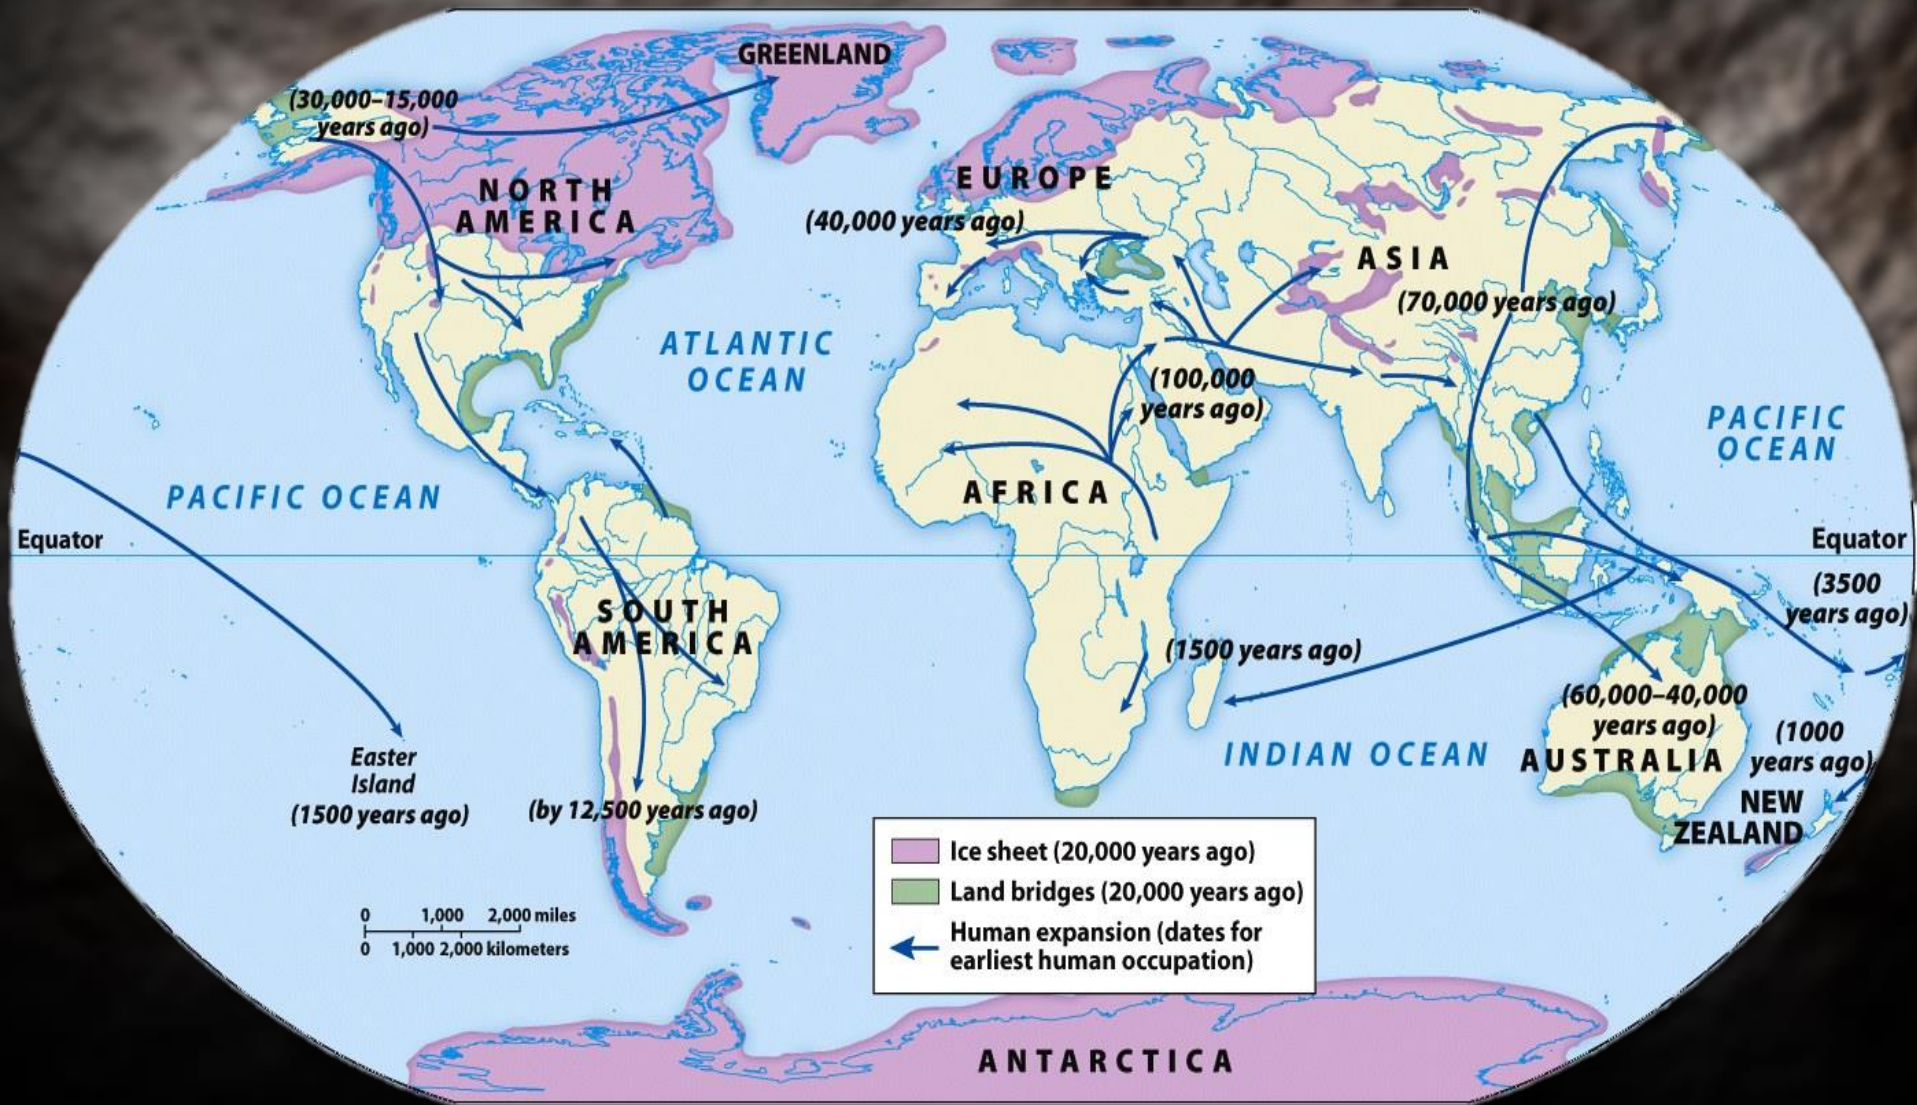 GREENLAND
(30,000–15,000
years ago)
NORTH
AMERICA
EUROPE
(40,000 years ago)
ASIA
(70,000 years ago)
ATLANTIC
OCEAN
(100,000
years ago)
PACIFIC
OCEAN
PACIFIC OCEAN
AFRICA
Equator
Equator
(3500
years ago)
SOUTH
AMERICA
(1500 years ago)
(60,000–40,000
years ago)
AUSTRALIA
(1000
years ago)
INDIAN OCEAN
Easter
Island
(1500 years ago)
(by 12,500 years ago)
NEW
ZEALAND
Ice sheet (20,000 years ago)
Land bridges (20,000 years ago)
Human expansion (dates for
earliest human occupation)
0 1,000 2,000 miles
0 1,000 2,000 kilometers
ANTARCTICA